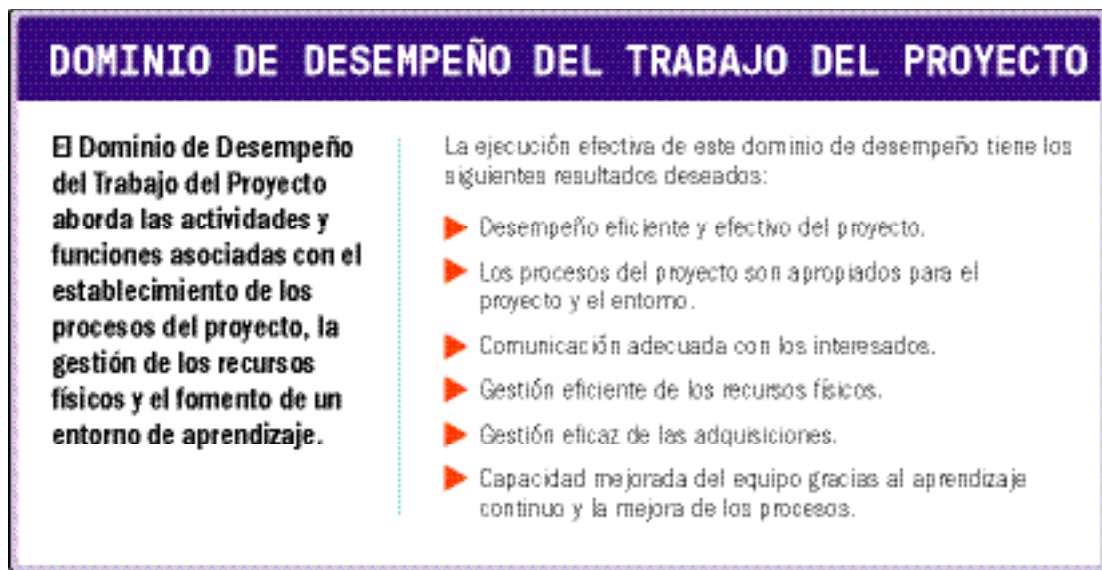 DOMINIO DE DESEMPEÑO DEL TRABAJO DEL PROYECTO
El Dominio de Desempeño
del Trabajo del Proyecto
aborda las actividades y
funciones asociadas con el
establecimiento de los
procesos del proyecto, la
gestión de los recursos
físicos y el fomento de un
entorno de aprendizaje.
La ejecución efectiva de este dominio de desempeño tiene los
siguientes resultados deseados:
Desempeño eficiente y efectivo del proyecto.
Los procesos del proyecto son apropiados para el
proyecto y el entorno.
Comunicación adecuada con los interesados.
Gestión eficiente de los recursos físicos.
Gestión eficaz de las adquisiciones.
Capacidad mejorada del equipo gracias al aprendizaje
continuo y la mejora de los procesos.